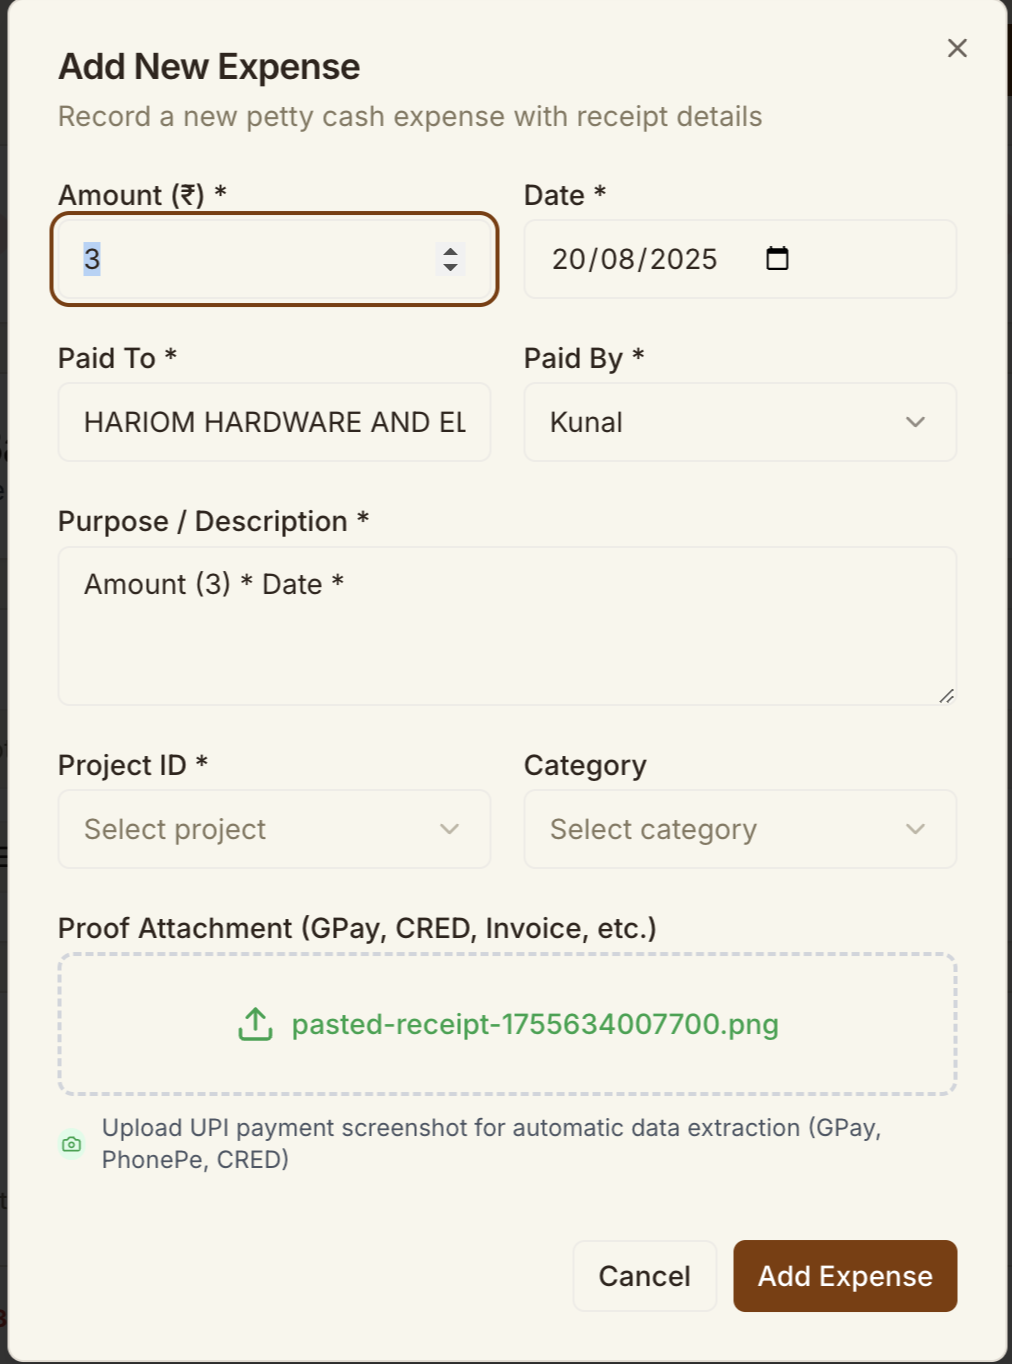 Add New Expense
Record a new petty cash expense with receipt details
Amount (₹) *
Date *
3
20/08/2025
Paid To *
Paid By *
HARIOM HARDWARE AND EL
Kunal
Purpose / Description *
Amount (3) * Date *
Project ID *
Category
Select project
Select category
Proof Attachment (GPay, CRED, Invoice, etc.)
pasted-receipt-1755634007700.png
Upload UPI payment screenshot for automatic data extraction (GPay,
PhonePe, CRED)
Cancel
Add Expense